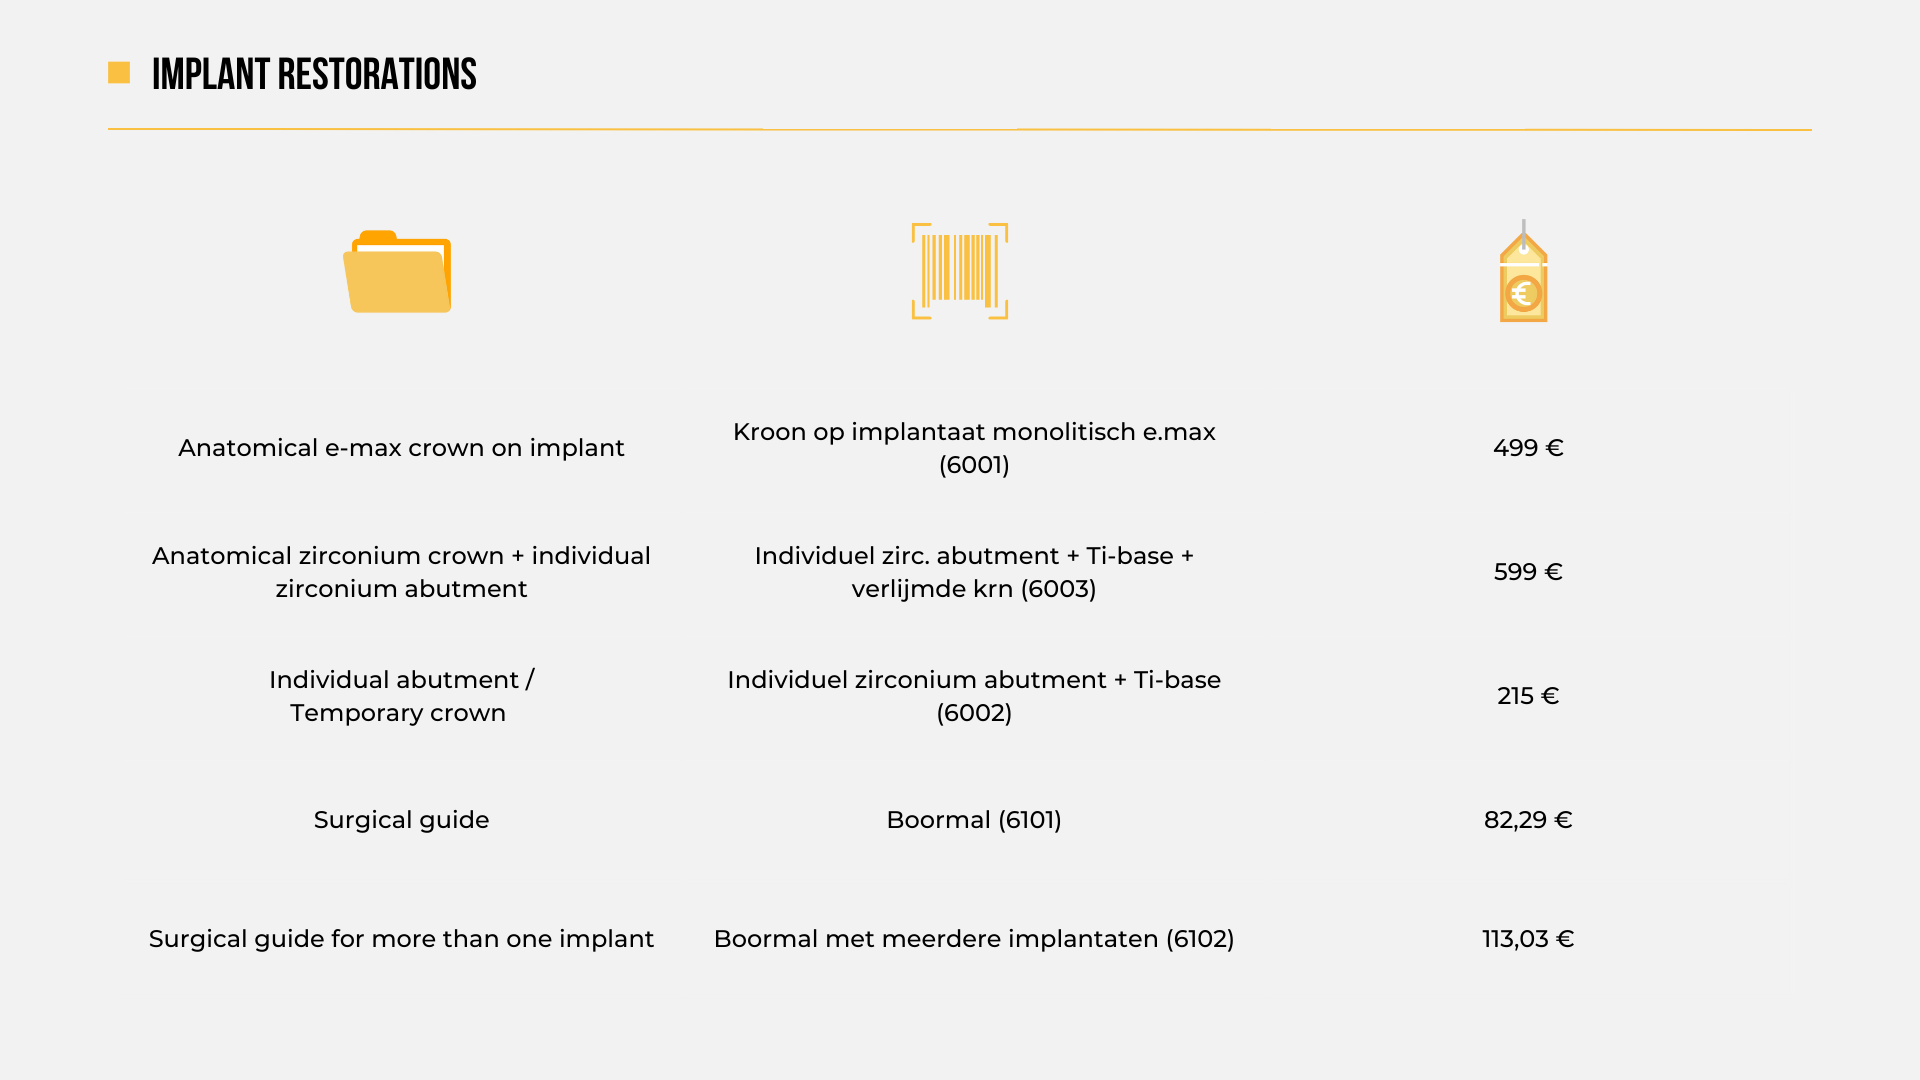 IMPLANT RESTORATIONS
Anatomical e-max crown on implant
Kroon op implantaat monolitisch e.max
(6001)
499 €
Anatomical zirconium crown + individual
zirconium abutment
Individuel zirc. abutment + Ti-base +
verlijmde krn (6003)
599 €
Individual abutment /
Temporary crown
Individuel zirconium abutment + Ti-base
(6002)
215 €
Surgical guide
Boormal (6101)
82,29 €
Surgical guide for more than one implant
Boormal met meerdere implantaten (6102)
113,03 €